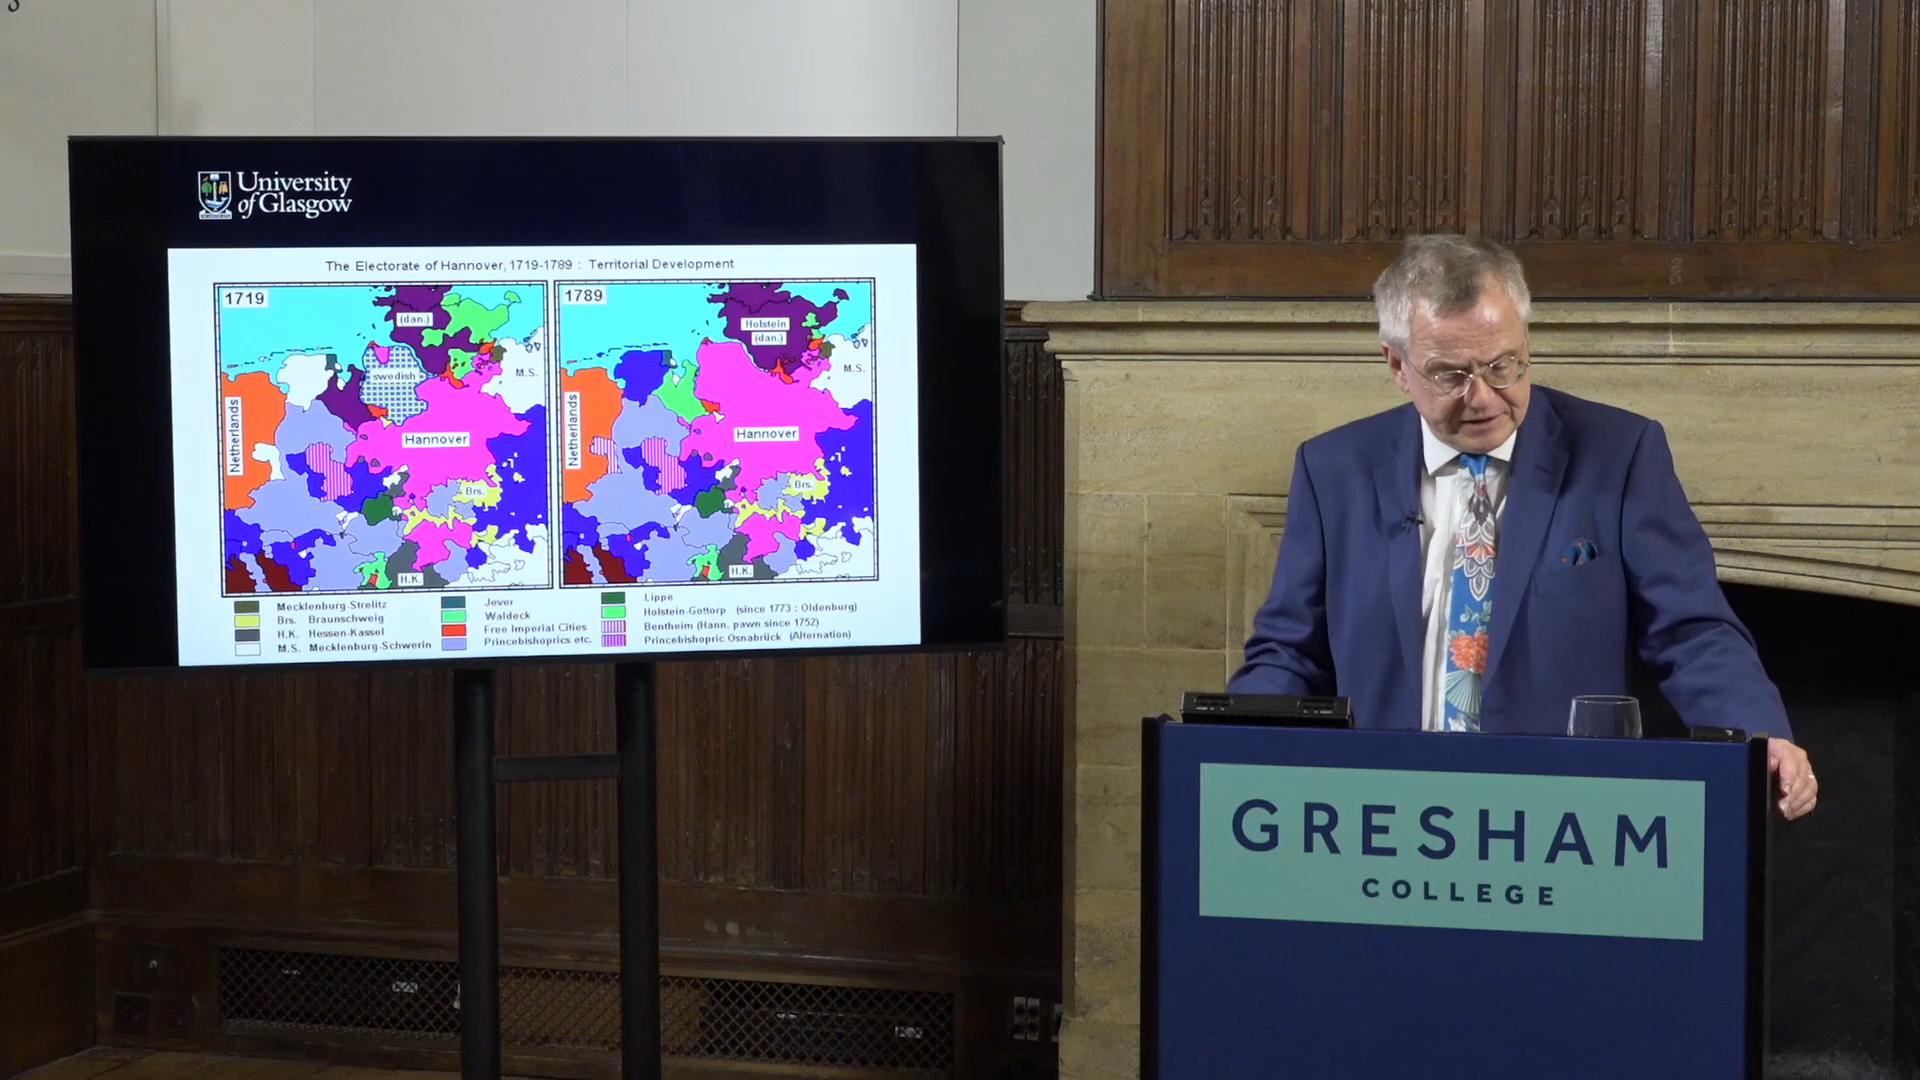 University
of Glasgow
The Electorate of Hannover, 1719-1789 : Territorial Development
1719
(dan.)
swedish
M.S.
Netherlands
Hannover
Brs.
H.K.
1789
Holstein
(dan.)
M.S.
Netherlands
Hannover
Brs.
H.K.
Mecklenburg-Strelitz
Brs. Braunschweig
H.K. Hessen-Kassel
M.S. Mecklenburg-Schwerin
Jever
Waldeck
Free Imperial Cities
Princebishoprics etc.
Lippe
Holstein-Gottorp (since 1773 : Oldenburg)
Bentheim (Hann. pawn since 1752)
Princebishopric Osnabrück (Alternation)
GRESHAM
COLLEGE